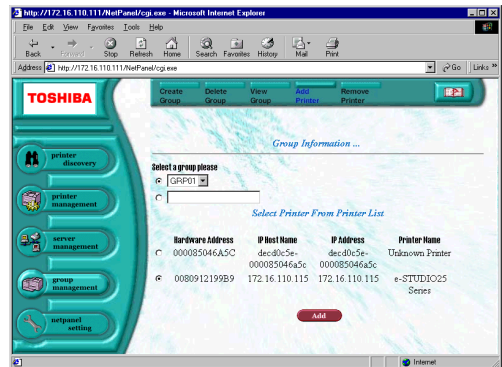 http://172.16.110.111/NetPanel/cgi.exe - Microsoft Internet Explorer
File Edit View Favorites Tools Help
Back Forward Stop Refresh Home Search Favorites History Mail Print
Address http://172.16.110.111/NetPanel/cgi.exe Go Links »
TOSHIBA
Create Group Delete Group View Group Add Printer Remove Printer
printer discovery
printer management
server management
group management
netpanel setting
Group Information ...
Select a group please
GRP01
Select Printer From Printer List
Hardware Address IP Host Name IP Address Printer Name
000085046A5C decd0c5e-000085046a5c decd0c5e-000085046a5c Unknown Printer
0080912199B9 172.16.110.115 172.16.110.115 e-STUDIO25 Series
Add
Internet